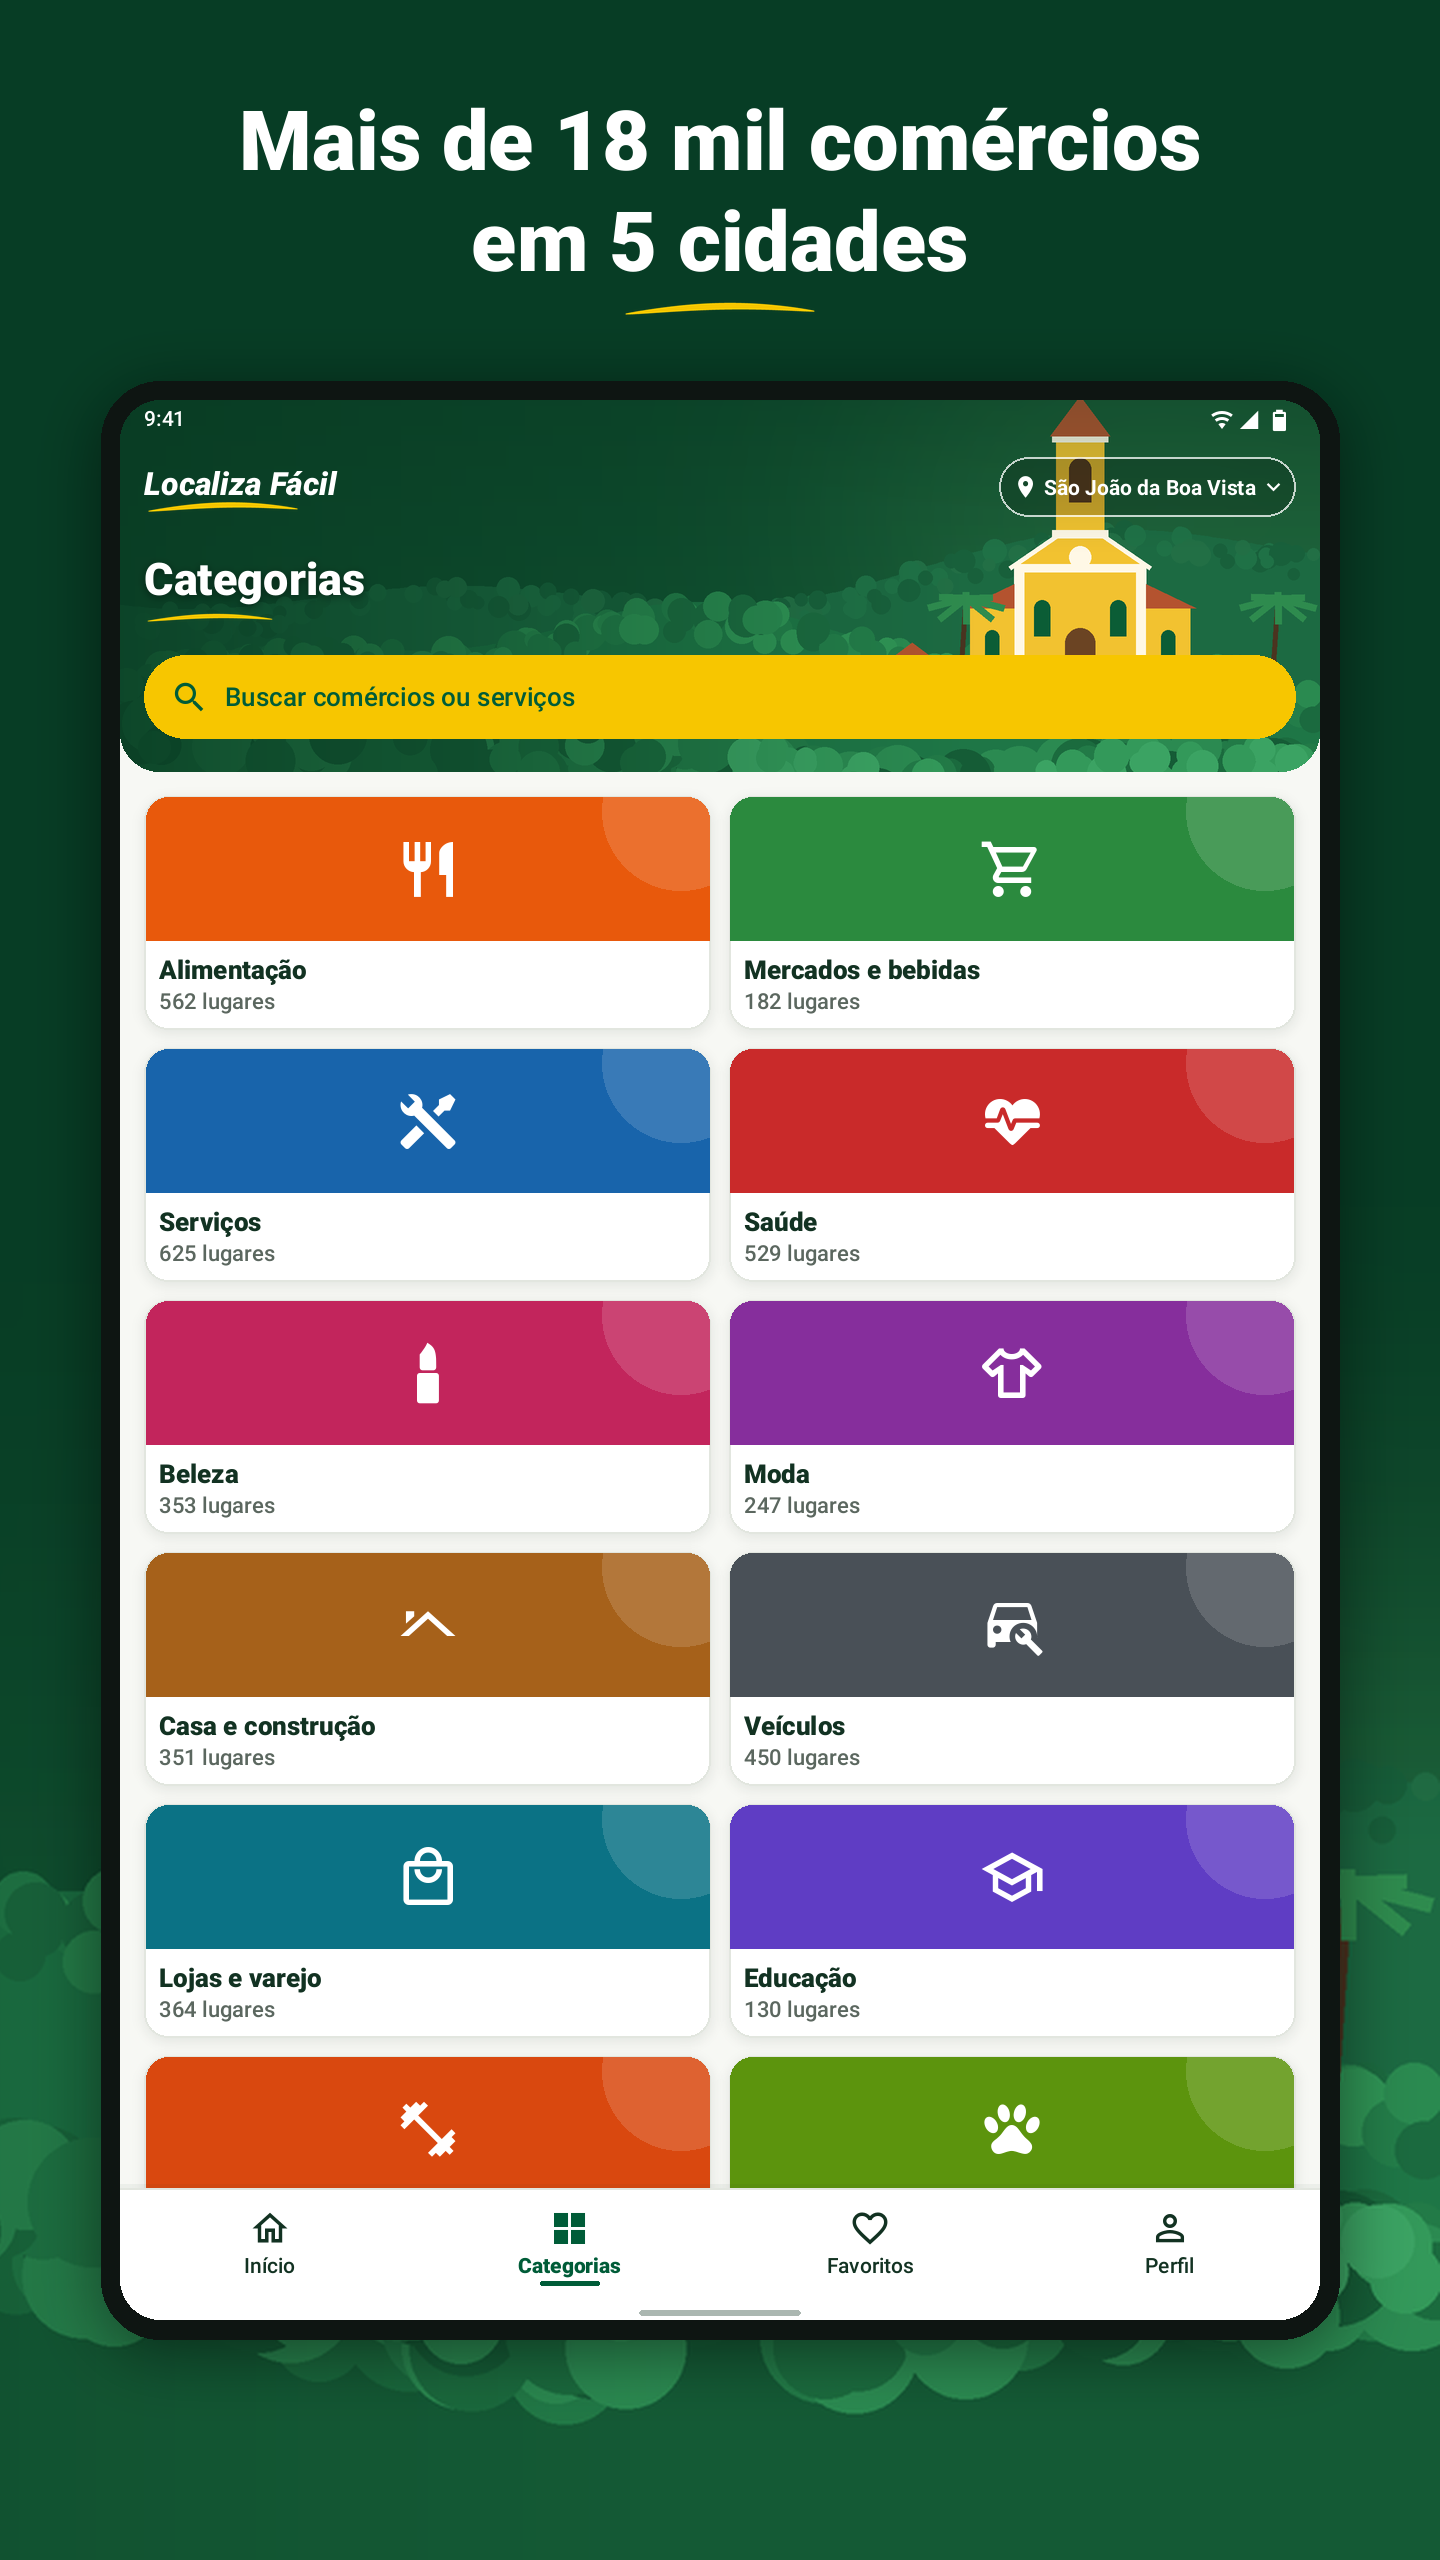 Mais de 18 mil comércios
em 5 cidades
9:41
Localiza Fácil
São João da Boa Vista
Categorias
Buscar comércios ou serviços
Alimentação
562 lugares
Mercados e bebidas
182 lugares
Serviços
625 lugares
Saúde
529 lugares
Beleza
353 lugares
Moda
247 lugares
Casa e construção
351 lugares
Veículos
450 lugares
Lojas e varejo
364 lugares
Educação
130 lugares
Início
Categorias
Favoritos
Perfil